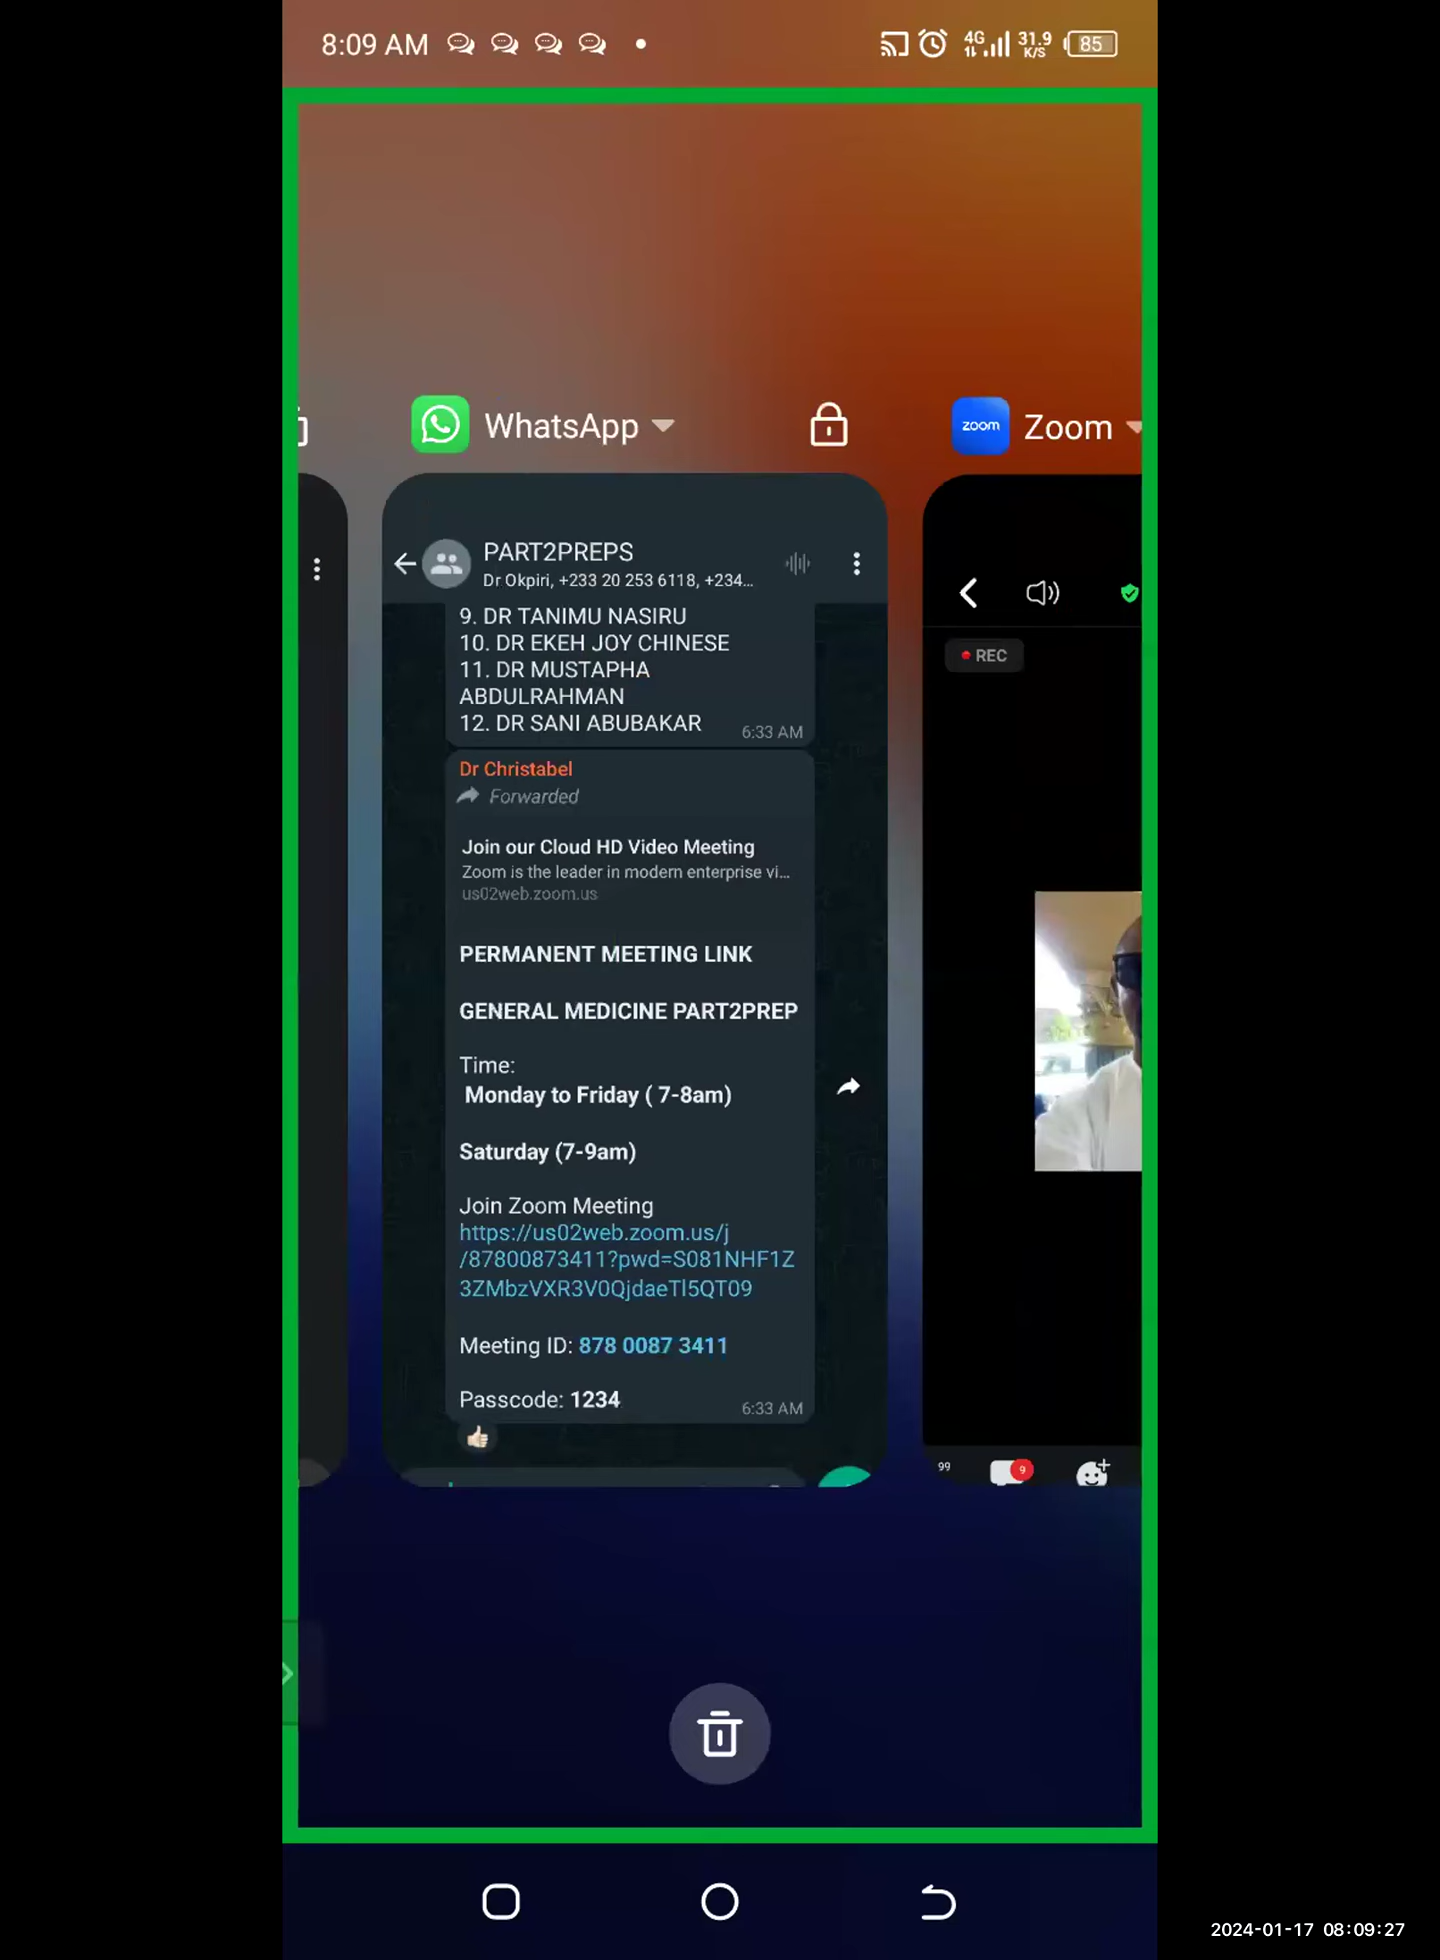 8:09 AM
4G
31.9
K/S
85
WhatsApp
zoom
Zoom
PART2PREPS
Dr Okpiri, +233 20 253 6118, +234...
9. DR TANIMU NASIRU
10. DR EKEH JOY CHINESE
11. DR MUSTAPHA
ABDULRAHMAN
12. DR SANI ABUBAKAR
6:33 AM
REC
Dr Christabel
Forwarded
Join our Cloud HD Video Meeting
Zoom is the leader in modern enterprise vi...
us02web.zoom.us
PERMANENT MEETING LINK
GENERAL MEDICINE PART2PREP
Time:
Monday to Friday ( 7-8am)
Saturday (7-9am)
Join Zoom Meeting
https://us02web.zoom.us/j
/87800873411?pwd=S081NHF1Z
3ZMbzVXR3V0QjdaeTl5QT09
Meeting ID: 878 0087 3411
Passcode: 1234
6:33 AM
99
9
2024-01-17 08:09:27